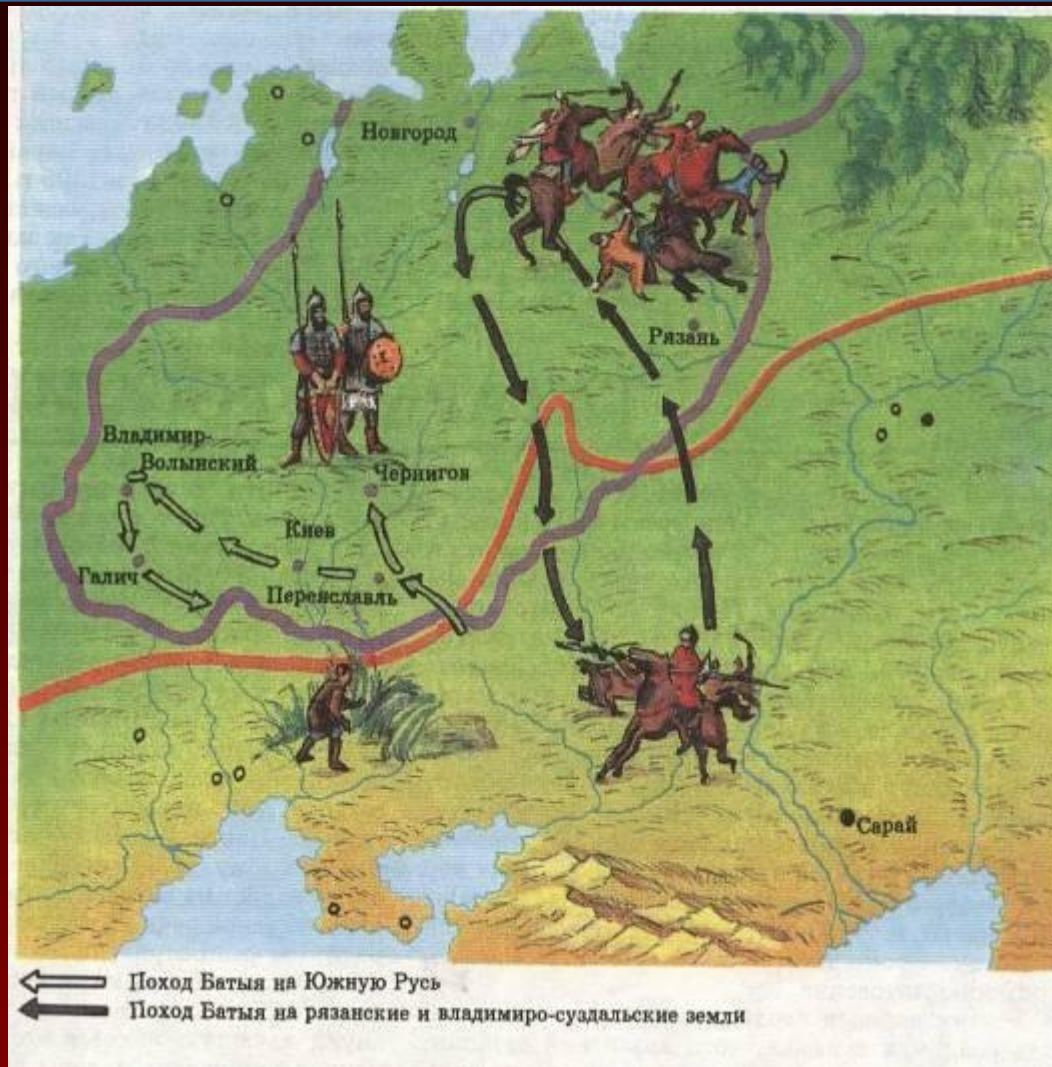 Новгород
Рязань
Владимир-
Волынский
Чернигов
Киев
Галич
Переяславль
Сарай
Поход Батыя на Южную Русь
Поход Батыя на рязанские и владимиро-суздальские земли